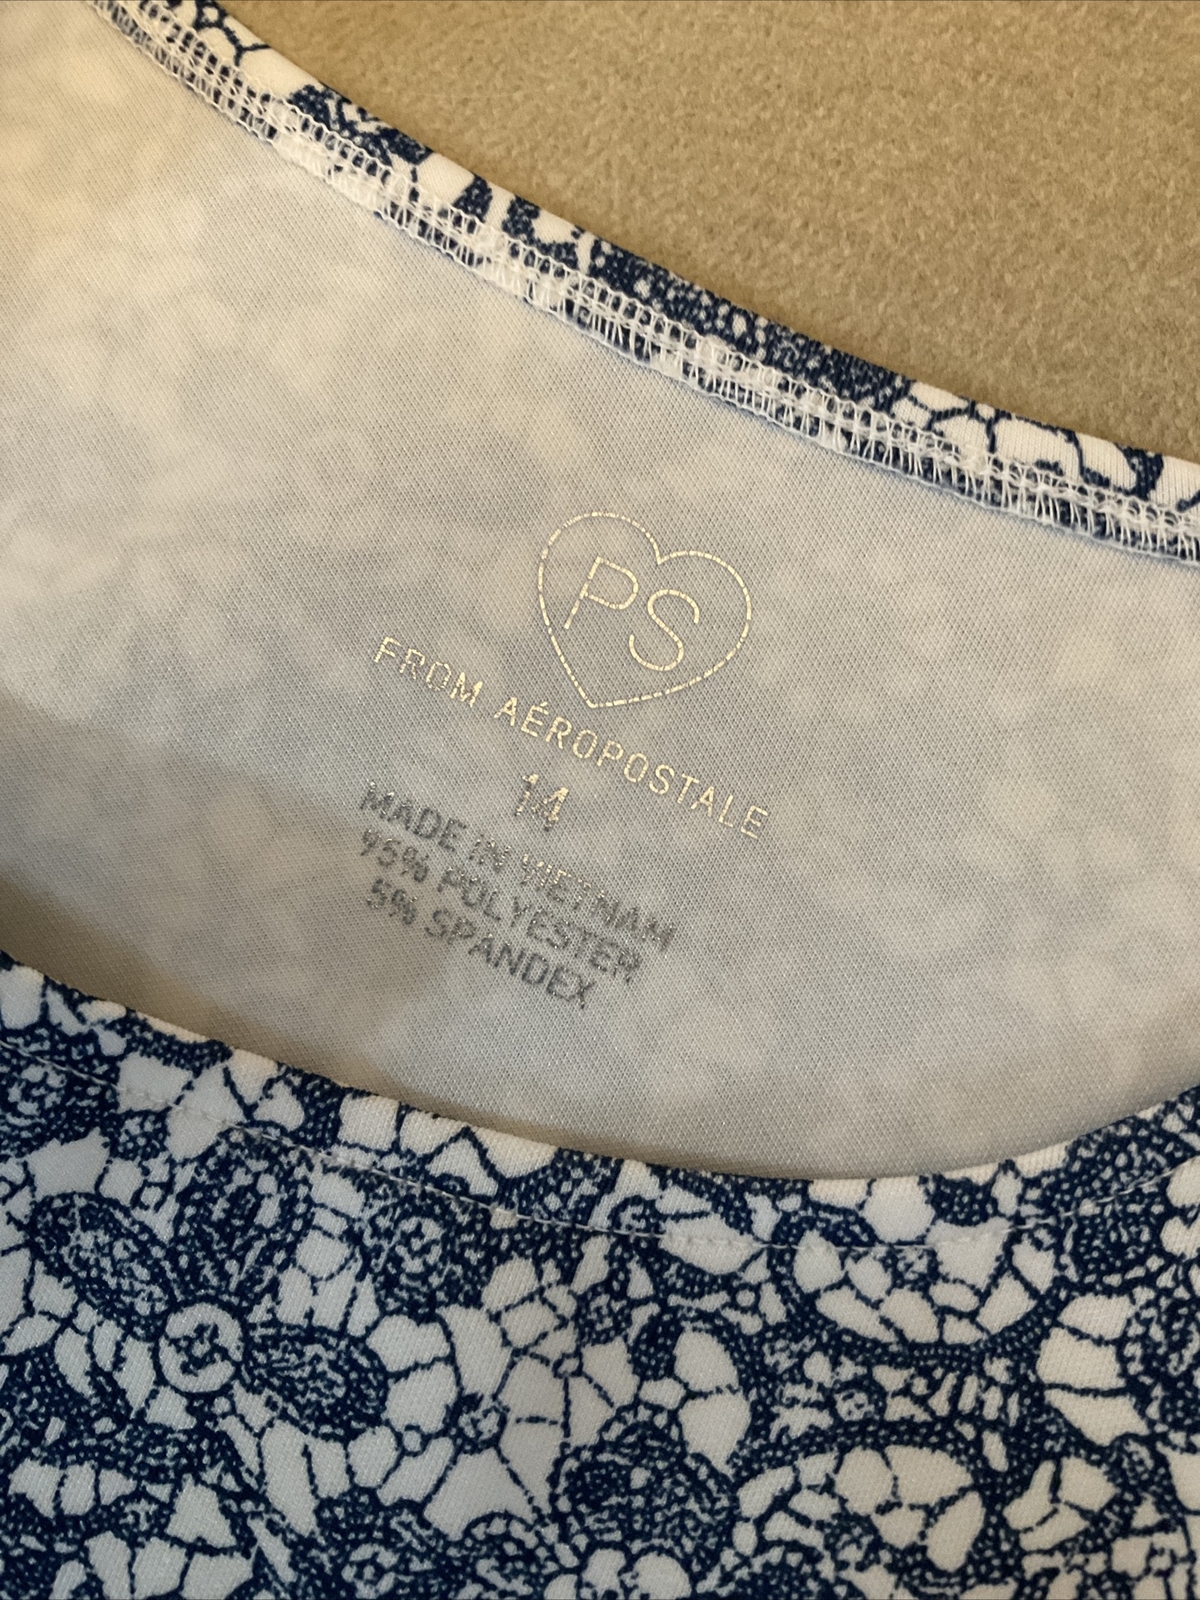 PS
FROM AÉROPOSTALE
14
MADE IN VIETNAM
95% POLYESTER
5% SPANDEX